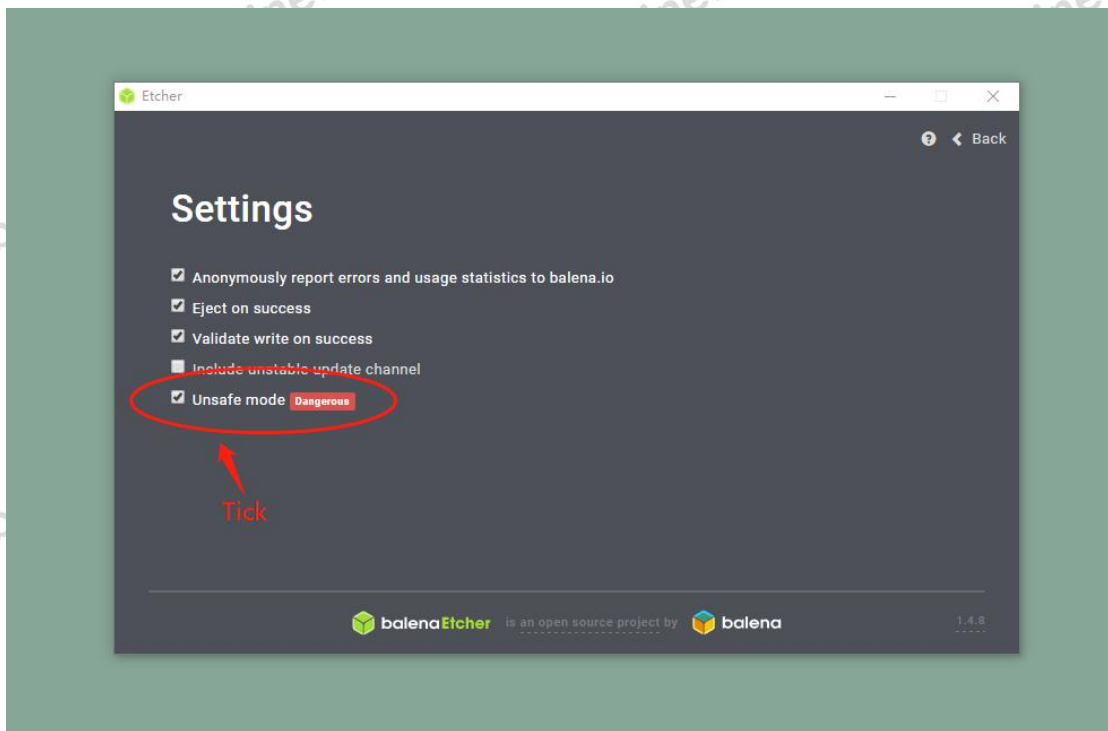 Etcher
Back
Settings
Anonymously report errors and usage statistics to balena.io
Eject on success
Validate write on success
Include unstable update channel
Unsafe mode Dangerous
Tick
balenaEtcher is an open source project by balena 1.4.8